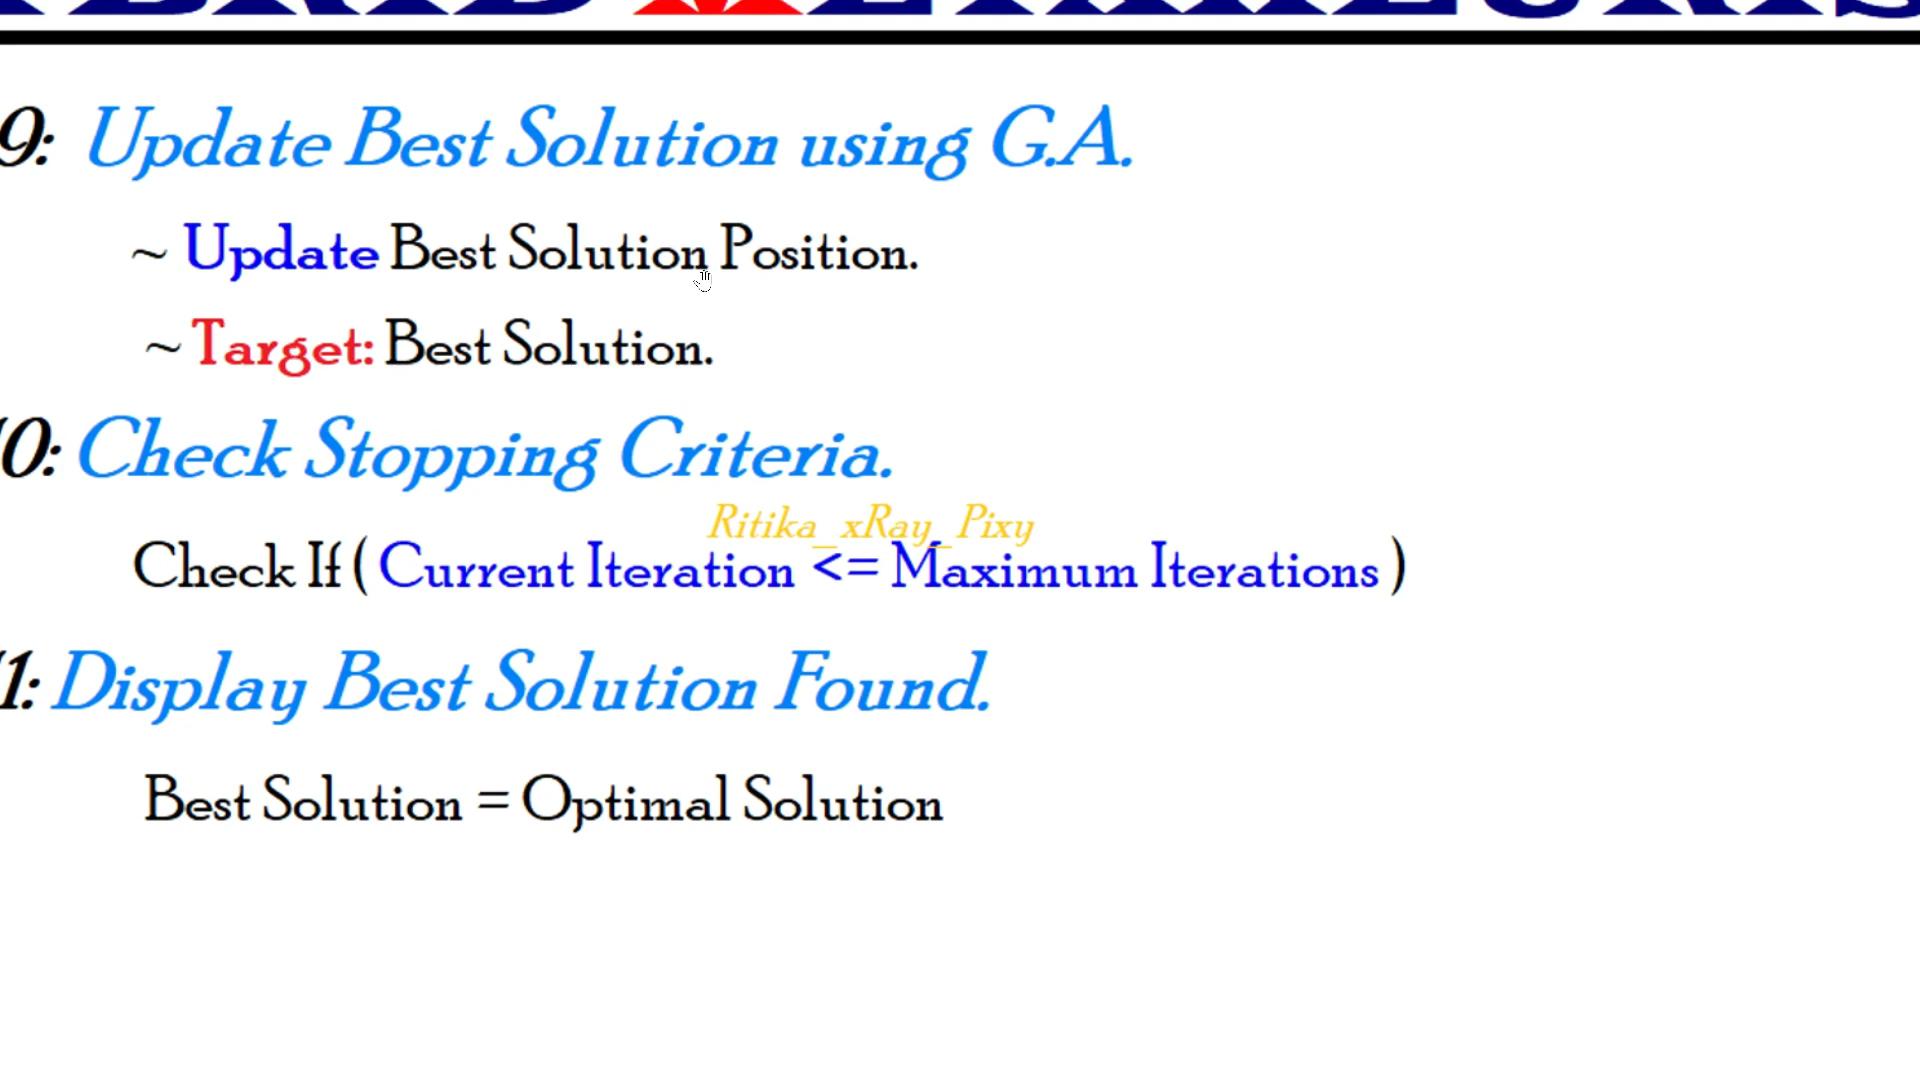 9: Update Best Solution using G.A.
~ Update Best Solution Position.
~ Target: Best Solution.
10: Check Stopping Criteria.
Ritika_xRay_Pixy
Check If ( Current Iteration <= Maximum Iterations )
11: Display Best Solution Found.
Best Solution = Optimal Solution